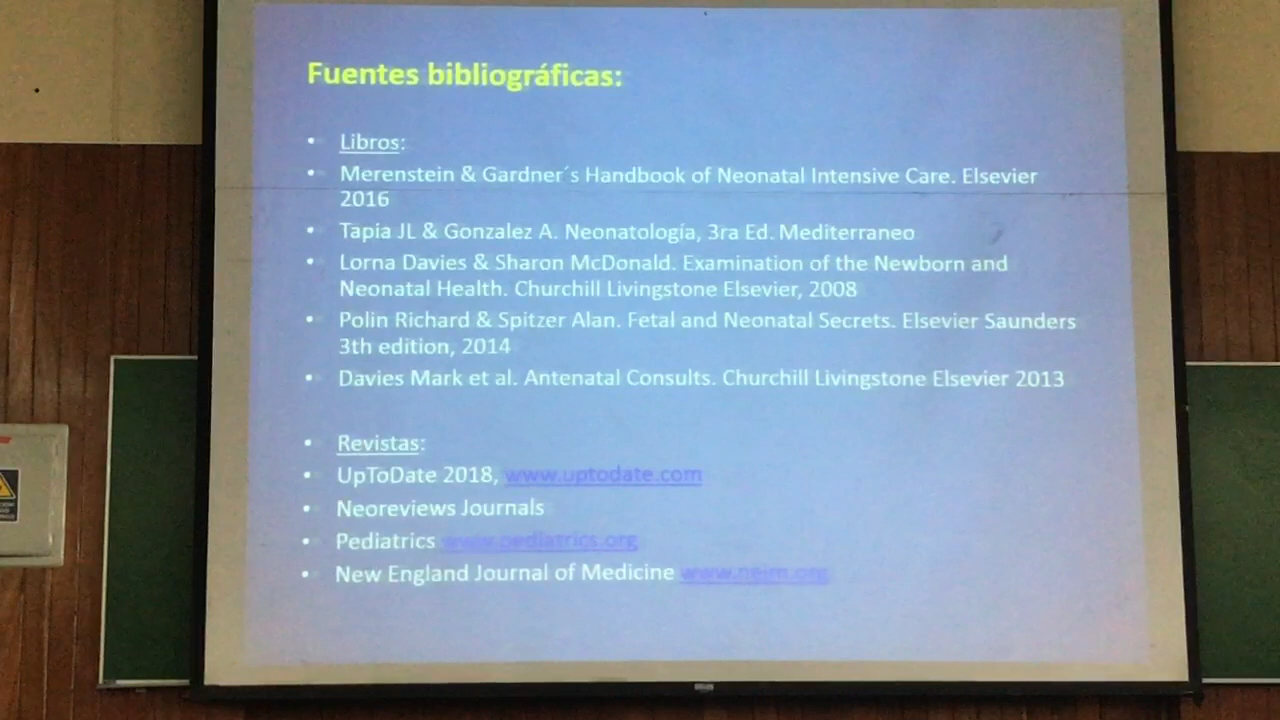 Fuentes bibliográficas:
• Libros:
• Merenstein & Gardner´s Handbook of Neonatal Intensive Care. Elsevier
2016
• Tapia JL & Gonzalez A. Neonatología, 3ra Ed. Mediterraneo
• Lorna Davies & Sharon McDonald. Examination of the Newborn and
Neonatal Health. Churchill Livingstone Elsevier, 2008
• Polin Richard & Spitzer Alan. Fetal and Neonatal Secrets. Elsevier Saunders
3th edition, 2014
• Davies Mark et al. Antenatal Consults. Churchill Livingstone Elsevier 2013
• Revistas:
• UpToDate 2018, www.uptodate.com
• Neoreviews Journals
• Pediatrics www.pediatrics.org
• New England Journal of Medicine www.nejm.org